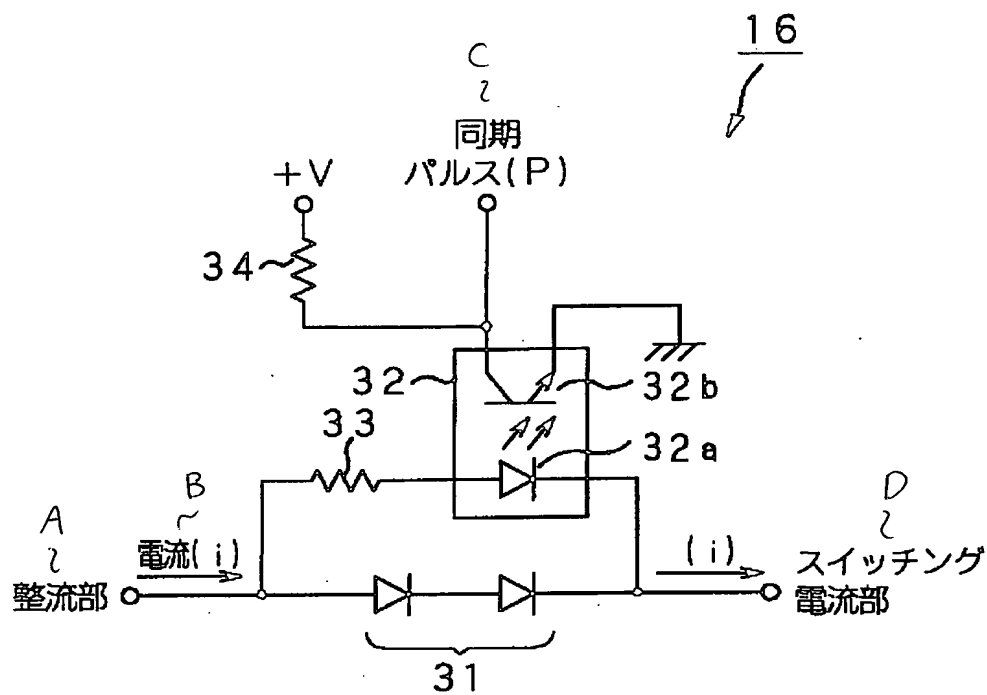 16
C
同期
パルス(P)
+V
34
32
32b
33
32a
A
B
D
電流(i)
(i)
整流部
スイッチング
電流部
31